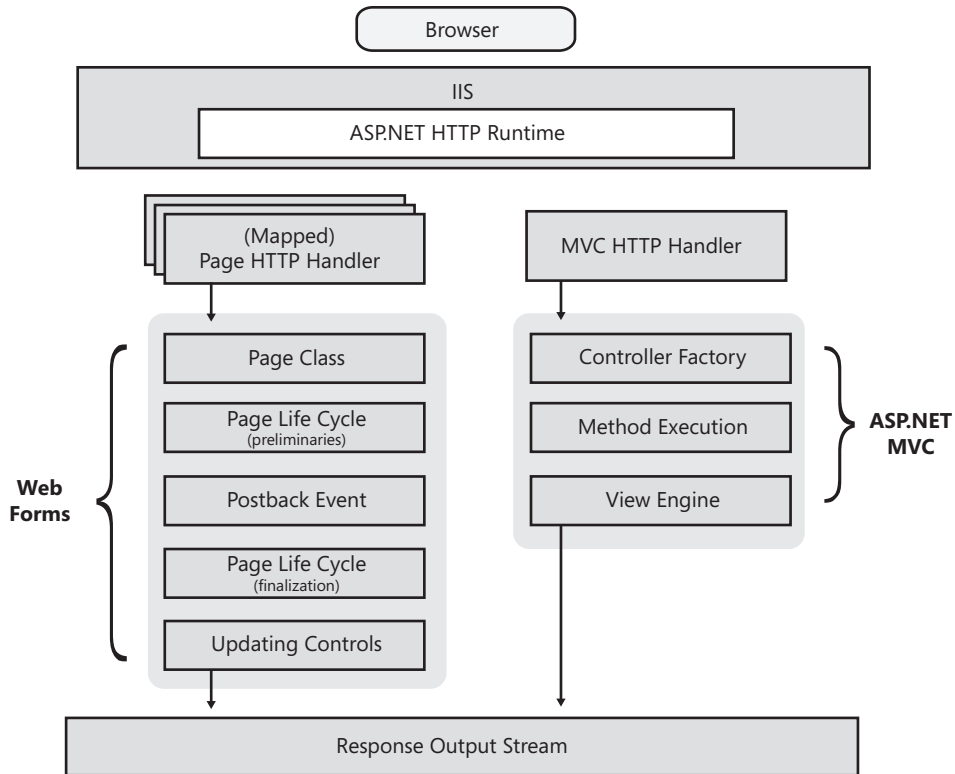 Browser
IIS
ASP.NET HTTP Runtime
(Mapped)
Page HTTP Handler
MVC HTTP Handler
Web
Forms
Page Class
Page Life Cycle
(preliminaries)
Postback Event
Page Life Cycle
(finalization)
Updating Controls
Controller Factory
Method Execution
View Engine
ASP.NET
MVC
Response Output Stream